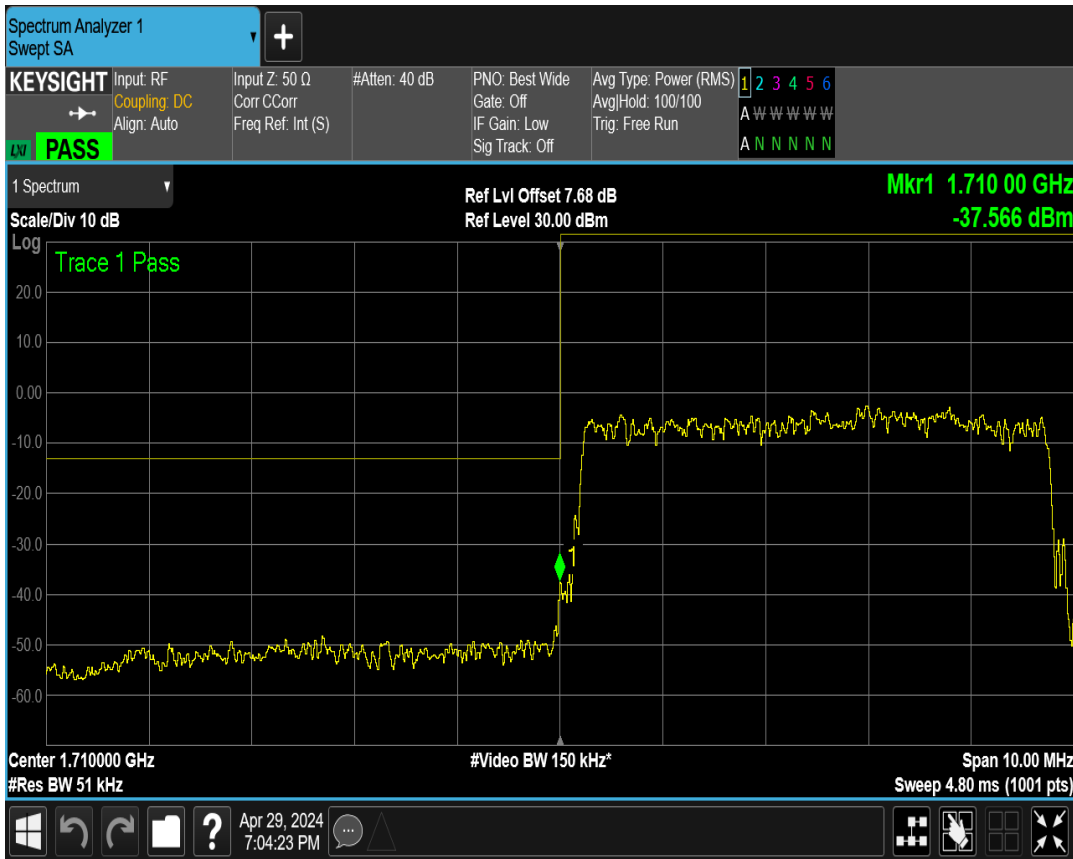 Spectrum Analyzer 1
Swept SA
+
KEYSIGHT
LXI PASS
Input: RF
Coupling: DC
Align: Auto
Input Z: 50 Ω
Corr CCorr
Freq Ref: Int (S)
#Atten: 40 dB
PNO: Best Wide
Gate: Off
IF Gain: Low
Sig Track: Off
Avg Type: Power (RMS)
Avg|Hold: 100/100
Trig: Free Run
1 2 3 4 5 6
A W W W W W
A N N N N N
1 Spectrum
Scale/Div 10 dB
Ref Lvl Offset 7.68 dB
Ref Level 30.00 dBm
Mkr1 1.710 00 GHz
-37.566 dBm
Log
Trace 1 Pass
20.0
10.0
0.00
-10.0
-20.0
-30.0
1
-40.0
-50.0
-60.0
Center 1.710000 GHz
#Video BW 150 kHz*
Span 10.00 MHz
#Res BW 51 kHz
Sweep 4.80 ms (1001 pts)
?
Apr 29, 2024
7:04:23 PM